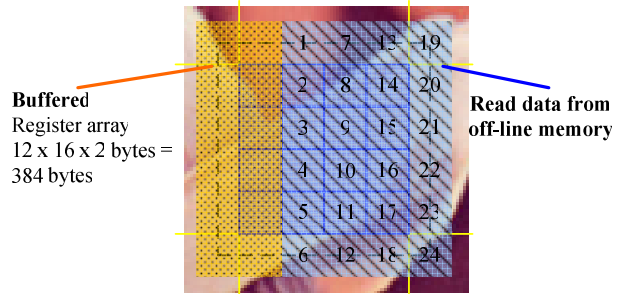 1 7 13 19
2 8 14 20
3 9 15 21
4 10 16 22
5 11 17 23
6 12 18 24
Buffered
Register array
12 x 16 x 2 bytes =
384 bytes
Read data from
off-line memory